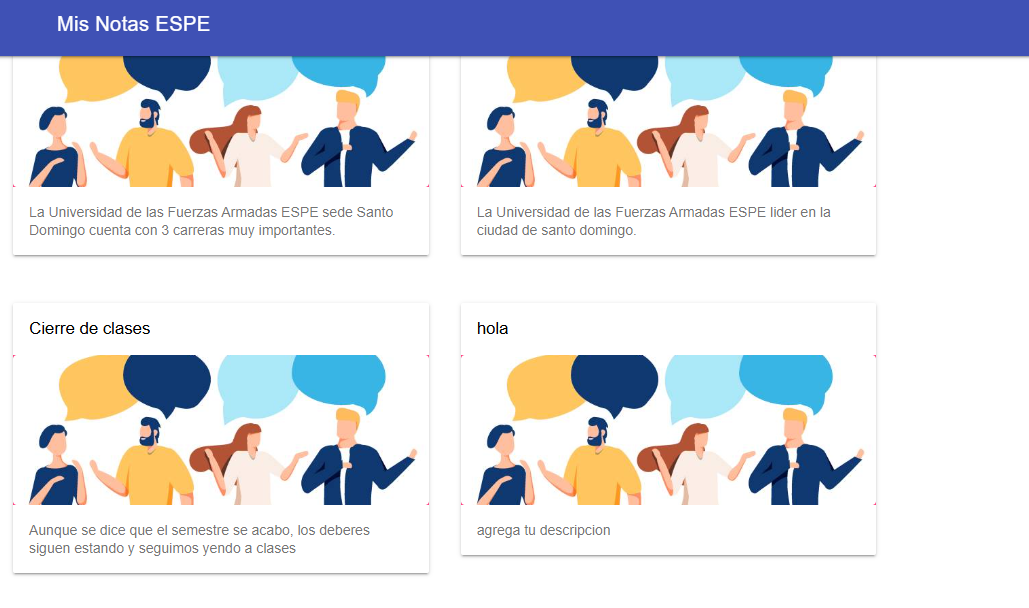 Mis Notas ESPE
La Universidad de las Fuerzas Armadas ESPE sede Santo
Domingo cuenta con 3 carreras muy importantes.
La Universidad de las Fuerzas Armadas ESPE lider en la
ciudad de santo domingo.
Cierre de clases
Aunque se dice que el semestre se acabo, los deberes
siguen estando y seguimos yendo a clases
hola
agrega tu descripcion